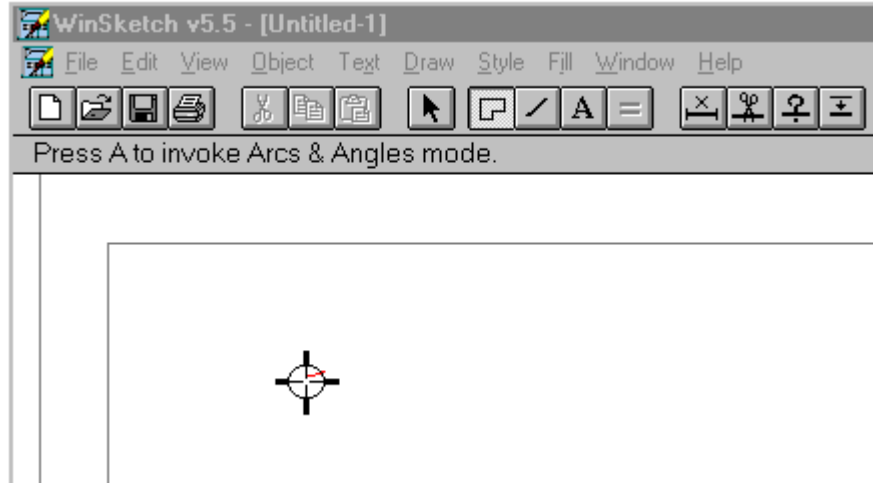 WinSketch v5.5 - [Untitled-1]
File Edit View Object Text Draw Style Fill Window Help
A
Press A to invoke Arcs & Angles mode.